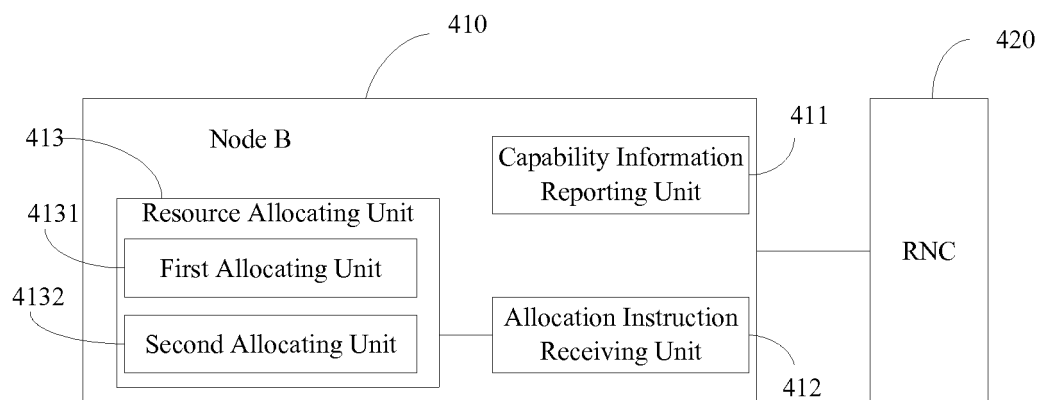 410
420
413
Node B
411
Capability Information
Reporting Unit
4131
Resource Allocating Unit
First Allocating Unit
RNC
4132
Second Allocating Unit
Allocation Instruction
Receiving Unit
412